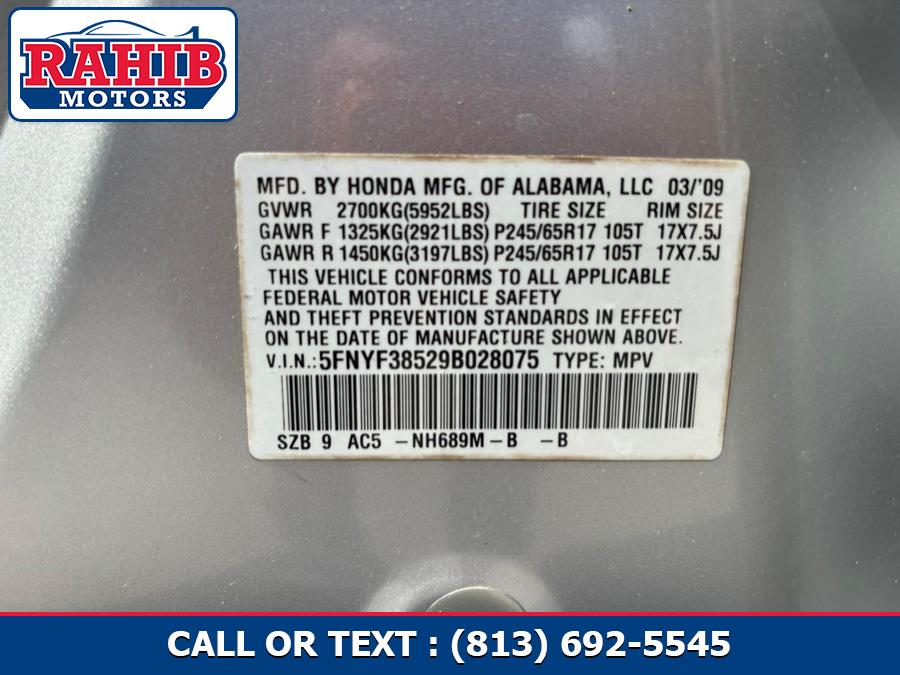 RAHIB
MOTORS
MFD. BY HONDA MFG. OF ALABAMA, LLC 03/'09
GVWR 2700KG(5952LBS) TIRE SIZE RIM SIZE
GAWR F 1325KG(2921LBS) P245/65R17 105T 17X7.5J
GAWR R 1450KG(3197LBS) P245/65R17 105T 17X7.5J
THIS VEHICLE CONFORMS TO ALL APPLICABLE
FEDERAL MOTOR VEHICLE SAFETY
AND THEFT PREVENTION STANDARDS IN EFFECT
ON THE DATE OF MANUFACTURE SHOWN ABOVE.
V.I.N.: 5FNYF38529B028075 TYPE: MPV
SZB 9 AC5 -NH689M-B -B
CALL OR TEXT : (813) 692-5545